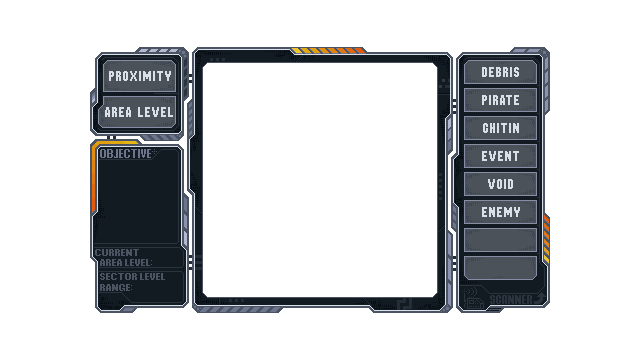 PROXIMITY
AREA LEVEL
OBJECTIVE
CURRENT
AREA LEVEL:
SECTOR LEVEL
RANGE:
DEBRIS
PIRATE
CHITIN
EVENT
VOID
ENEMY
SCANNER